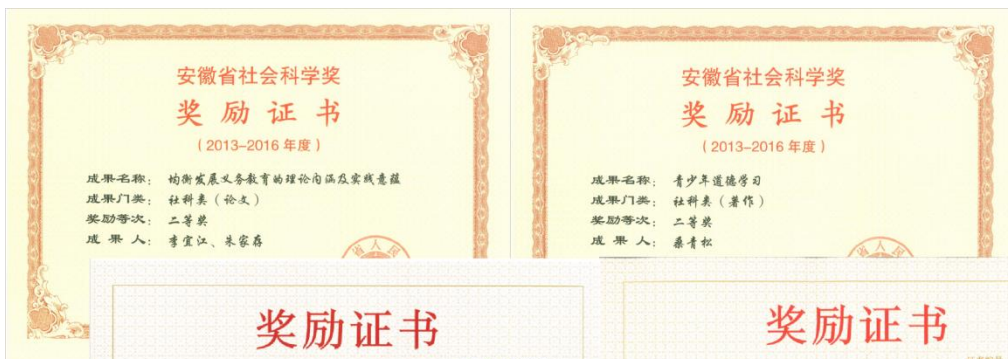 安徽省社会科学奖
奖励证书
(2013-2016年度)
成果名称: 均衡发展义务教育的理论内涵及实践意蕴
成果门类: 社科类(论文)
奖励等次: 二等奖
成果人: 李宜江、朱家存
安徽省社会科学奖
奖励证书
(2013-2016年度)
成果名称: 青少年道德学习
成果门类: 社科类(著作)
奖励等次: 二等奖
成果人: 桑青松
省人民
奖励证书
奖励证书